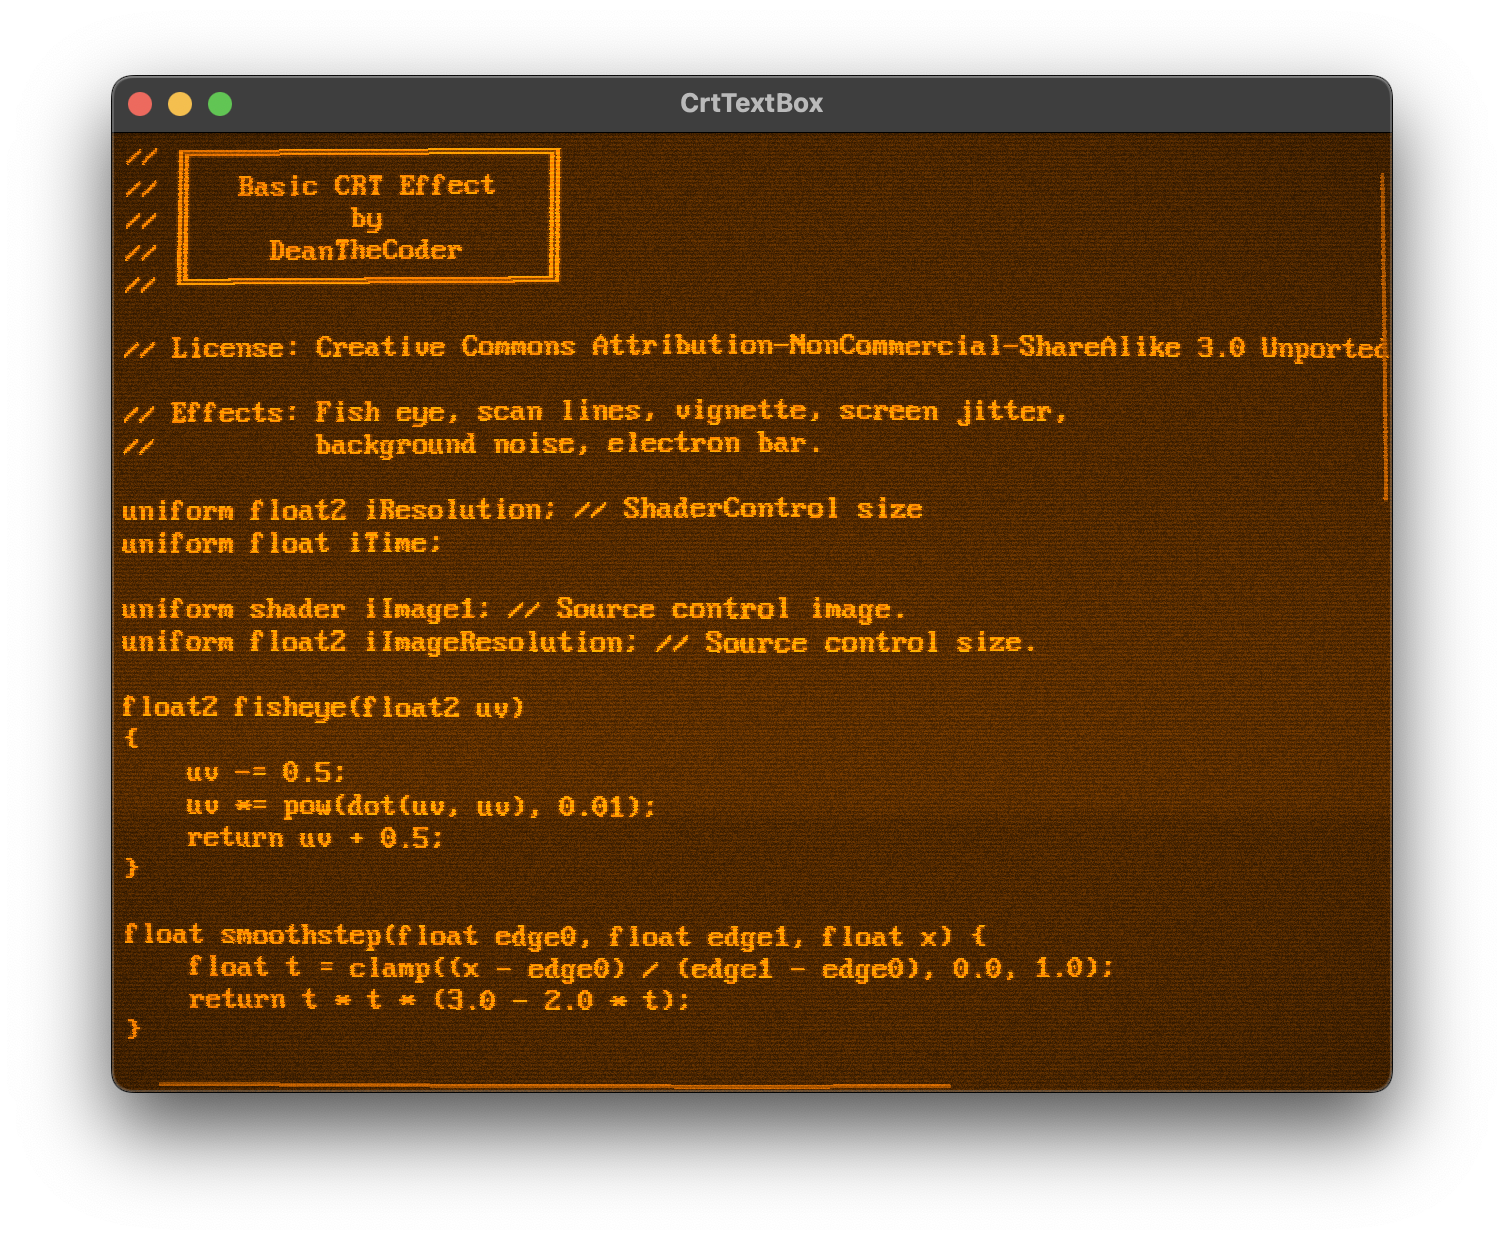 CrtTextBox
//
// Basic CRT Effect
// by
// DeanTheCoder
//
// License: Creative Commons Attribution-NonCommercial-ShareAlike 3.0 Unported
// Effects: Fish eye, scan lines, vignette, screen jitter,
//          background noise, electron bar.
uniform float2 iResolution; // ShaderControl size
uniform float iTime;
uniform shader iImage1; // Source control image.
uniform float2 iImageResolution; // Source control size.
float2 fisheye(float2 uv)
{
    uv -= 0.5;
    uv *= pow(dot(uv, uv), 0.01);
    return uv + 0.5;
}
float smoothstep(float edge0, float edge1, float x) {
    float t = clamp((x - edge0) / (edge1 - edge0), 0.0, 1.0);
    return t * t * (3.0 - 2.0 * t);
}